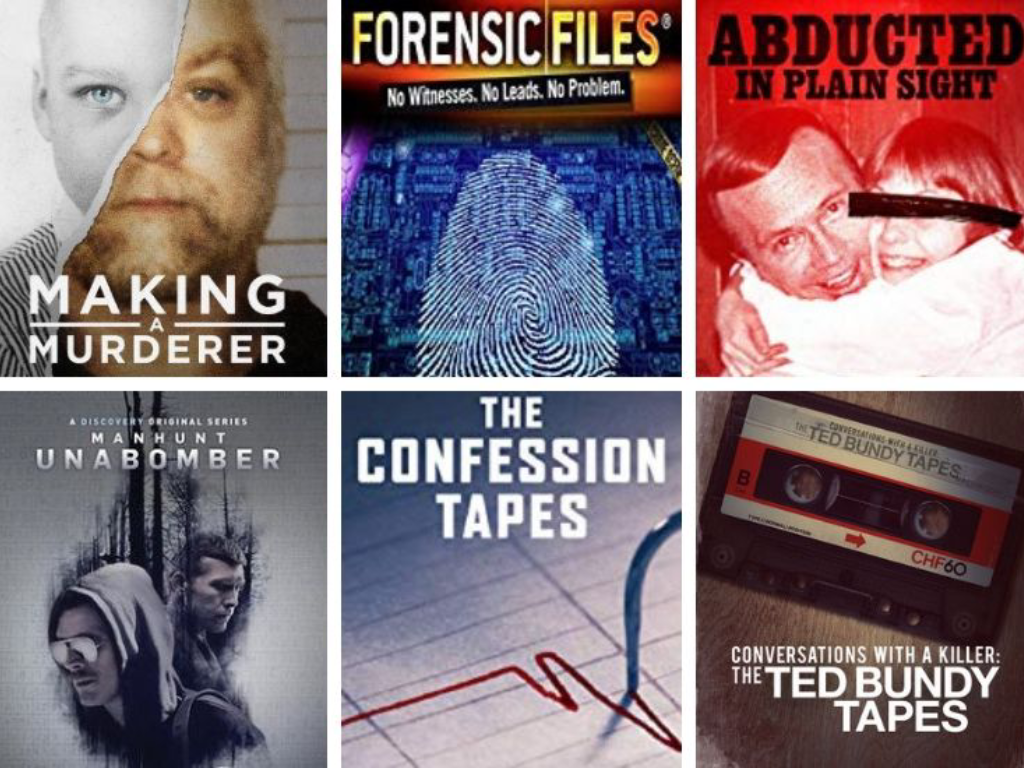 MAKING
A
MURDERER
FORENSIC FILES®
No Witnesses. No Leads. No Problem.
ABDUCTED
IN PLAIN SIGHT
A DISCOVERY ORIGINAL SERIES
MANHUNT
UNABOMBER
THE
CONFESSION
TAPES
CONVERSATIONS WITH A KILLER:
THE TED BUNDY TAPES
B
CHF60
CONVERSATIONS WITH A KILLER:
THE TED BUNDY
TAPES